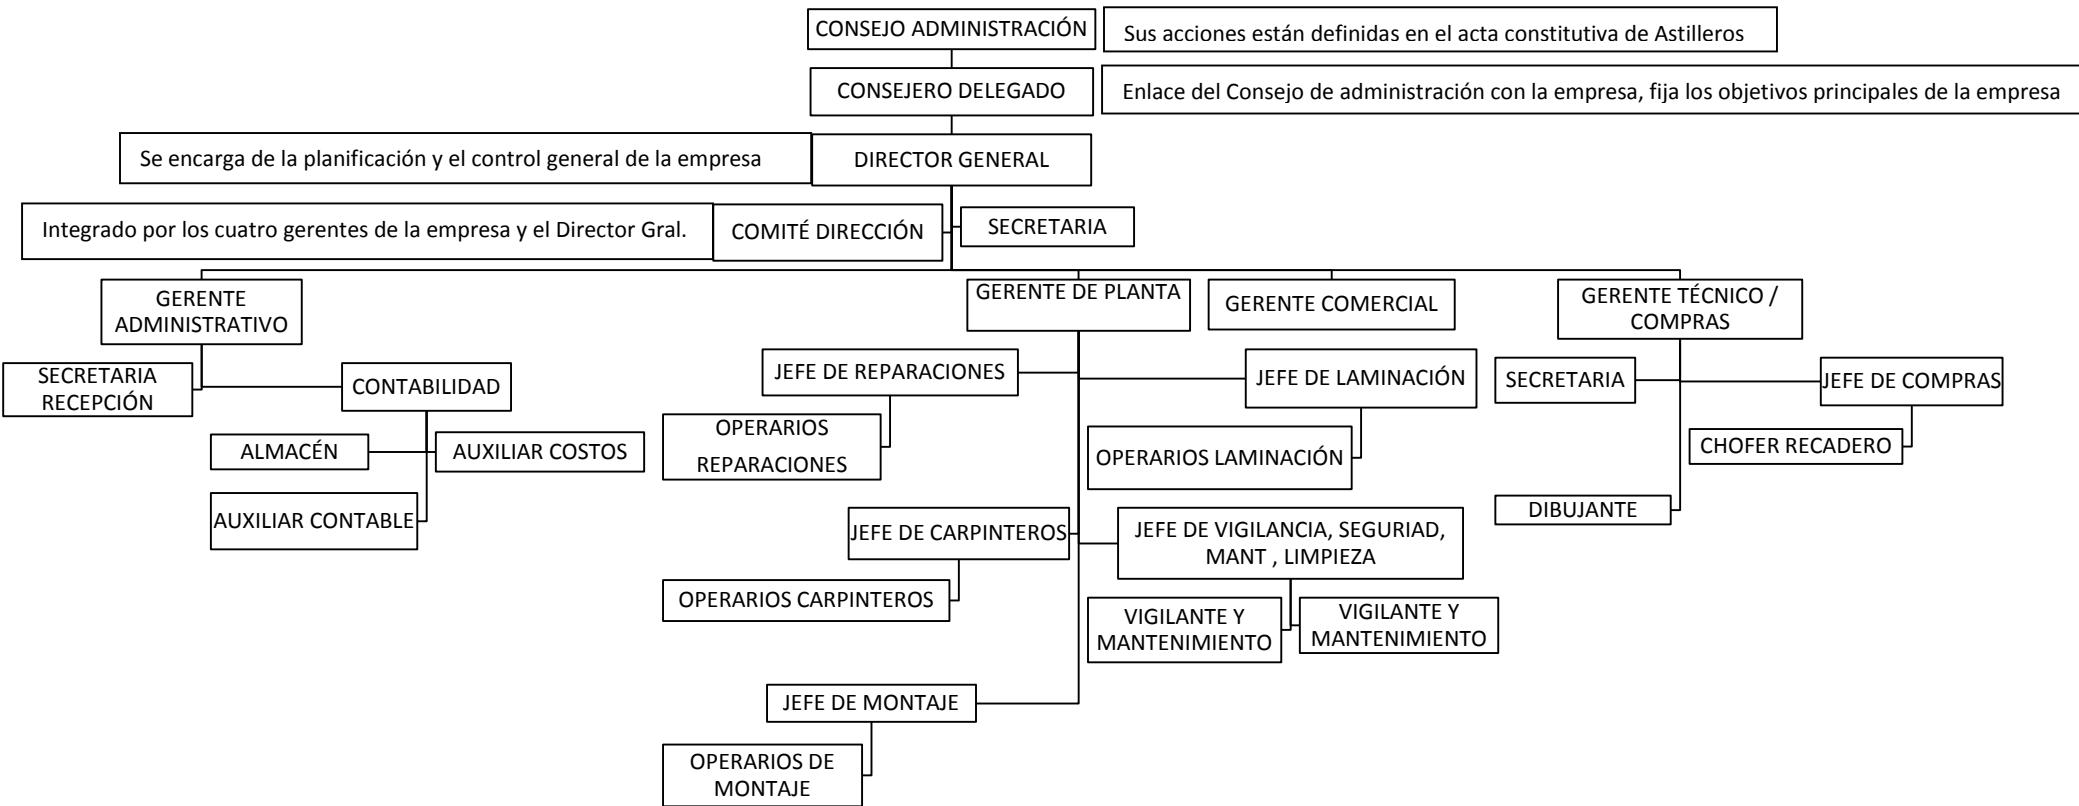 CONSEJO ADMINISTRACIÓN
Sus acciones están definidas en el acta constitutiva de Astilleros
CONSEJERO DELEGADO
Enlace del Consejo de administración con la empresa, fija los objetivos principales de la empresa
Se encarga de la planificación y el control general de la empresa
DIRECTOR GENERAL
Integrado por los cuatro gerentes de la empresa y el Director Gral.
COMITÉ DIRECCIÓN
SECRETARIA
GERENTE
ADMINISTRATIVO
GERENTE DE PLANTA
GERENTE COMERCIAL
GERENTE TÉCNICO /
COMPRAS
SECRETARIA
RECEPCIÓN
CONTABILIDAD
JEFE DE REPARACIONES
JEFE DE LAMINACIÓN
SECRETARIA
JEFE DE COMPRAS
ALMACÉN
AUXILIAR COSTOS
OPERARIOS
REPARACIONES
OPERARIOS LAMINACIÓN
CHOFER RECADERO
AUXILIAR CONTABLE
JEFE DE CARPINTEROS
JEFE DE VIGILANCIA, SEGURIAD,
MANT , LIMPIEZA
DIBUJANTE
OPERARIOS CARPINTEROS
VIGILANTE Y
MANTENIMIENTO
VIGILANTE Y
MANTENIMIENTO
JEFE DE MONTAJE
OPERARIOS DE
MONTAJE